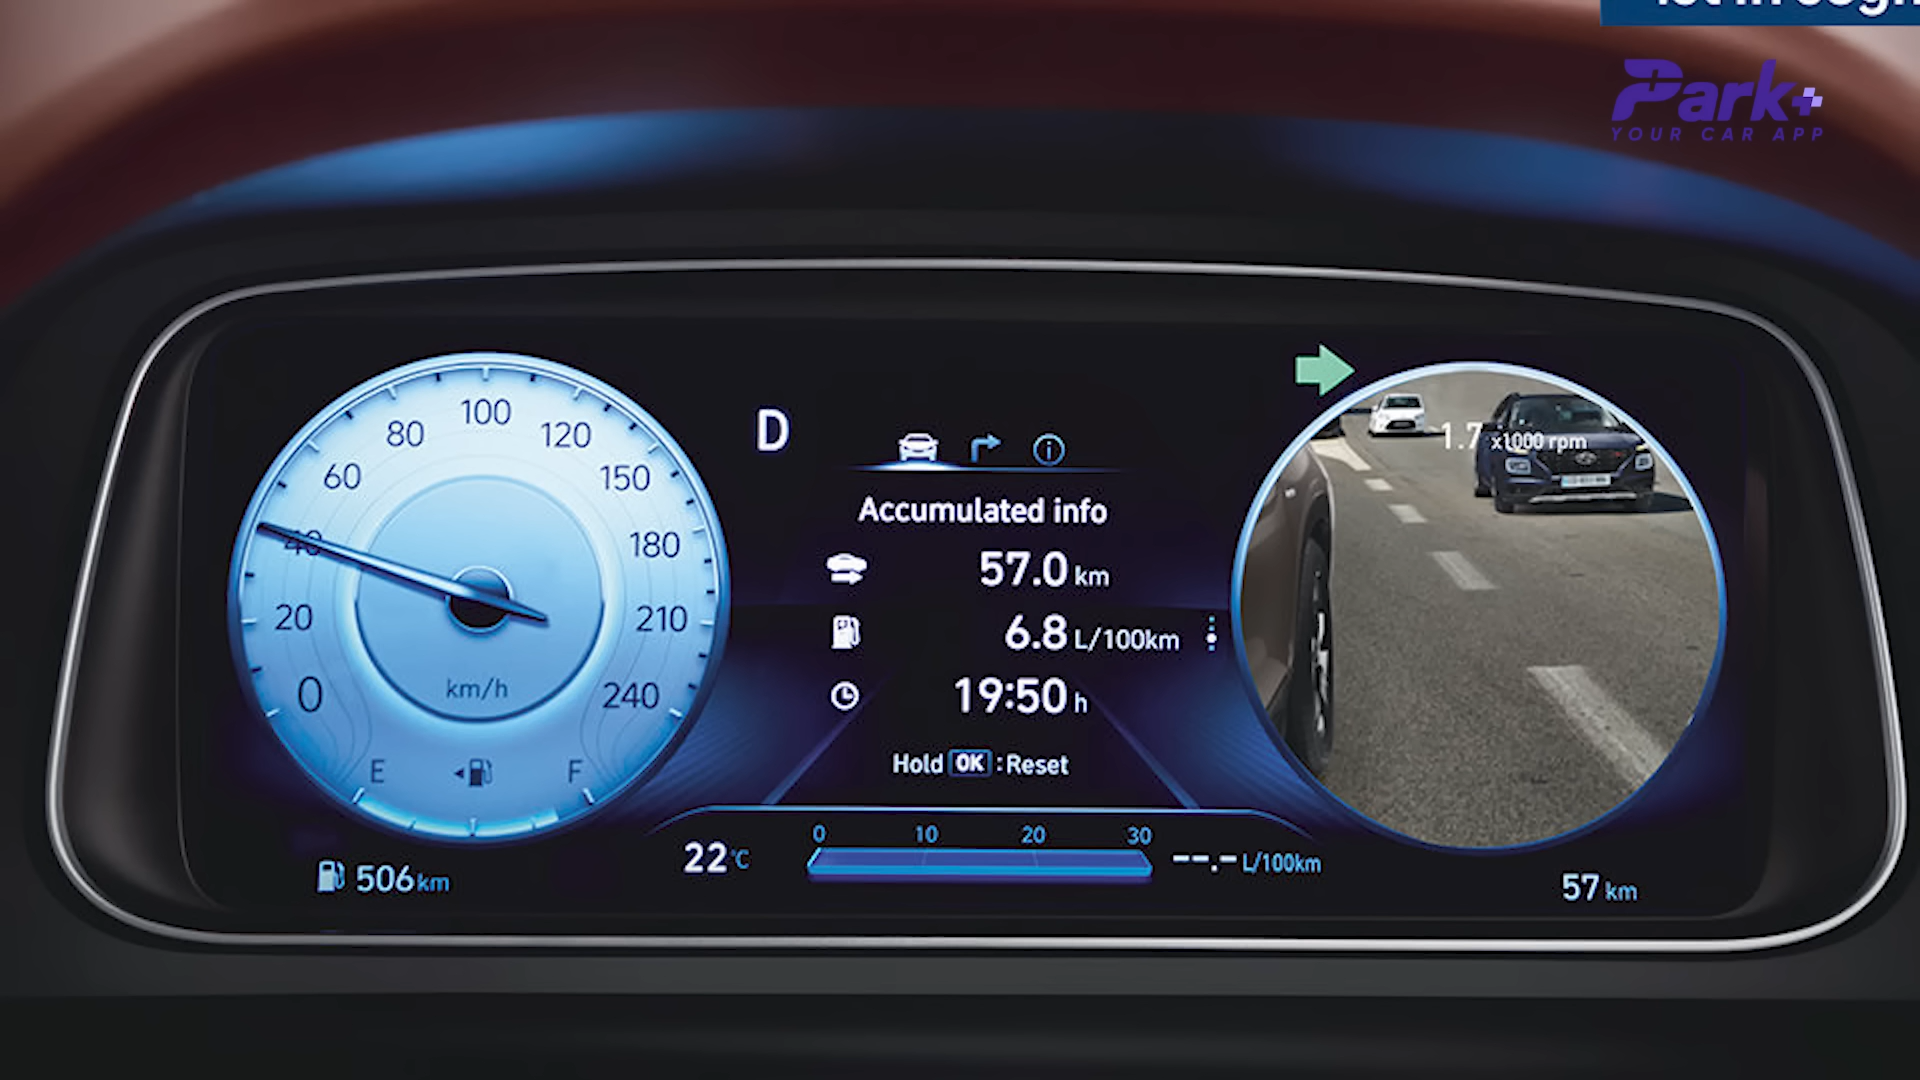 Park+
YOUR CAR APP
100
80
120
60
150
40
180
20
210
0
km/h
240
E
F
506 km
D
Accumulated info
57.0 km
6.8 L/100km
19:50 h
Hold OK : Reset
0 10 20 30
22°C
--.- L/100km
1.7 x1000 rpm
57 km